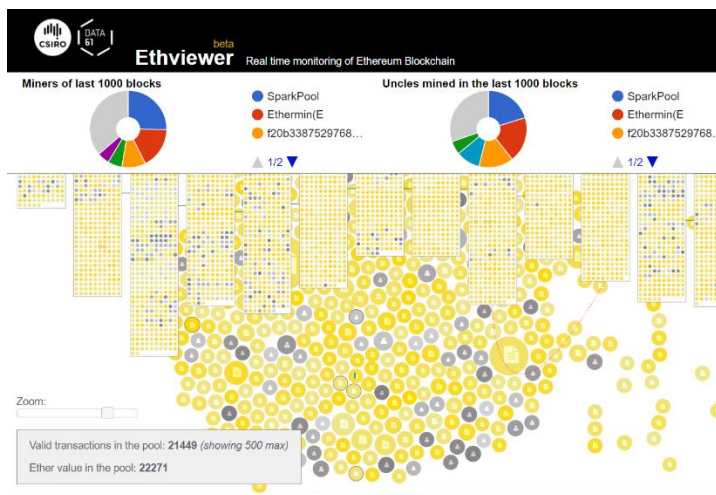 CSIRO
DATA
61
beta
Ethviewer
Real time monitoring of Ethereum Blockchain
Miners of last 1000 blocks
SparkPool
Ethermin(E
f20b3387529768…
1/2
Uncles mined in the last 1000 blocks
SparkPool
Ethermin(E
f20b3387529768…
1/2
Zoom:
Valid transactions in the pool: 21449 (showing 500 max)
Ether value in the pool: 22271